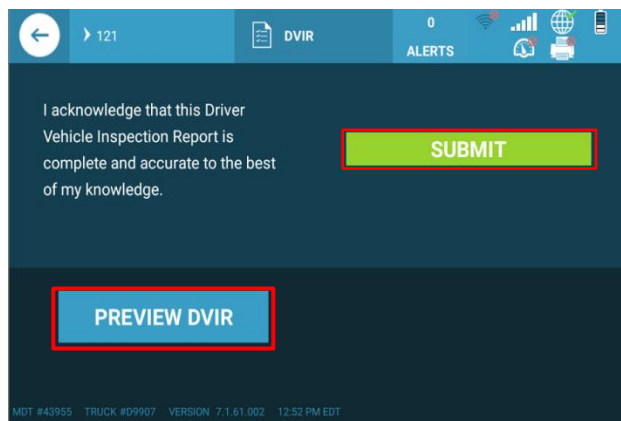 121
DVIR
0
ALERTS
I acknowledge that this Driver
Vehicle Inspection Report is
complete and accurate to the best
of my knowledge.
SUBMIT
PREVIEW DVIR
MDT #43955 TRUCK #D9907 VERSION 7.1.61.002 12:52 PM EDT